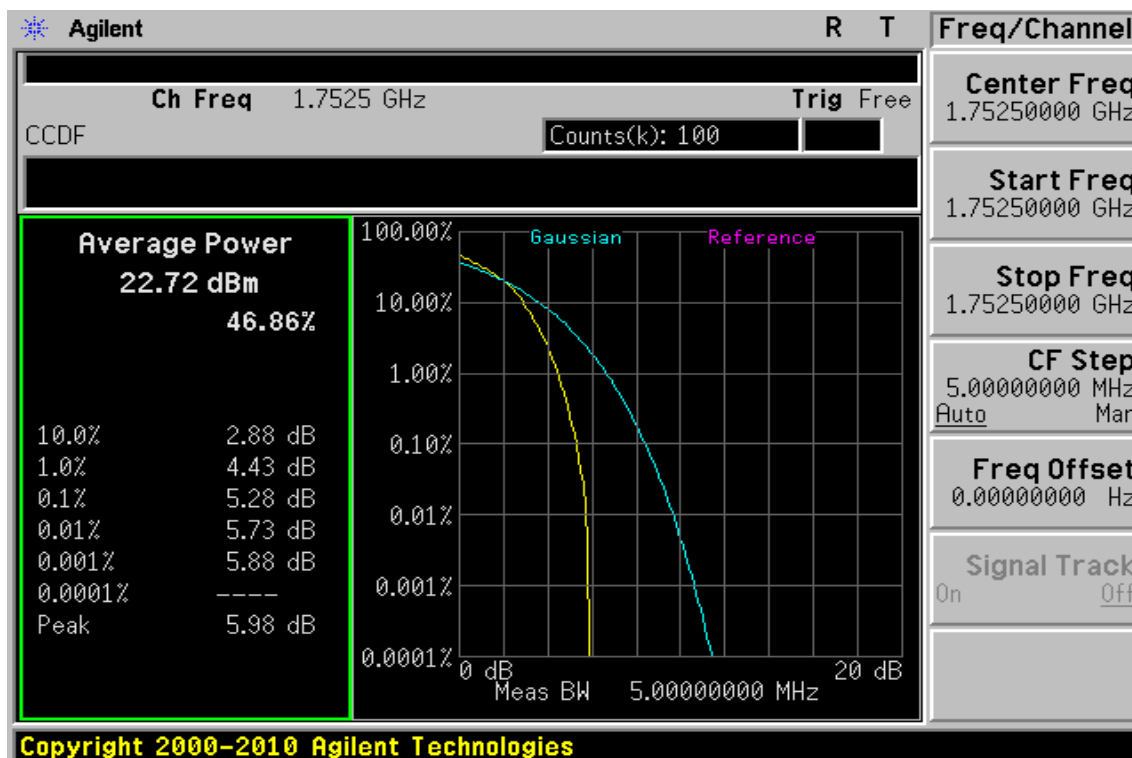 Agilent R T
Ch Freq 1.7525 GHz Trig Free
CCDF Counts(k): 100
Average Power
22.72 dBm
46.86%
10.0% 2.88 dB
1.0% 4.43 dB
0.1% 5.28 dB
0.01% 5.73 dB
0.001% 5.88 dB
0.0001% ----
Peak 5.98 dB
Gaussian Reference
100.00%
10.00%
1.00%
0.10%
0.01%
0.001%
0.0001%
0 dB 20 dB
Meas BW 5.00000000 MHz
Freq/Channel
Center Freq
1.75250000 GHz
Start Freq
1.75250000 GHz
Stop Freq
1.75250000 GHz
CF Step
5.00000000 MHz
Auto Man
Freq Offset
0.00000000 Hz
Signal Track
On Off
Copyright 2000-2010 Agilent Technologies